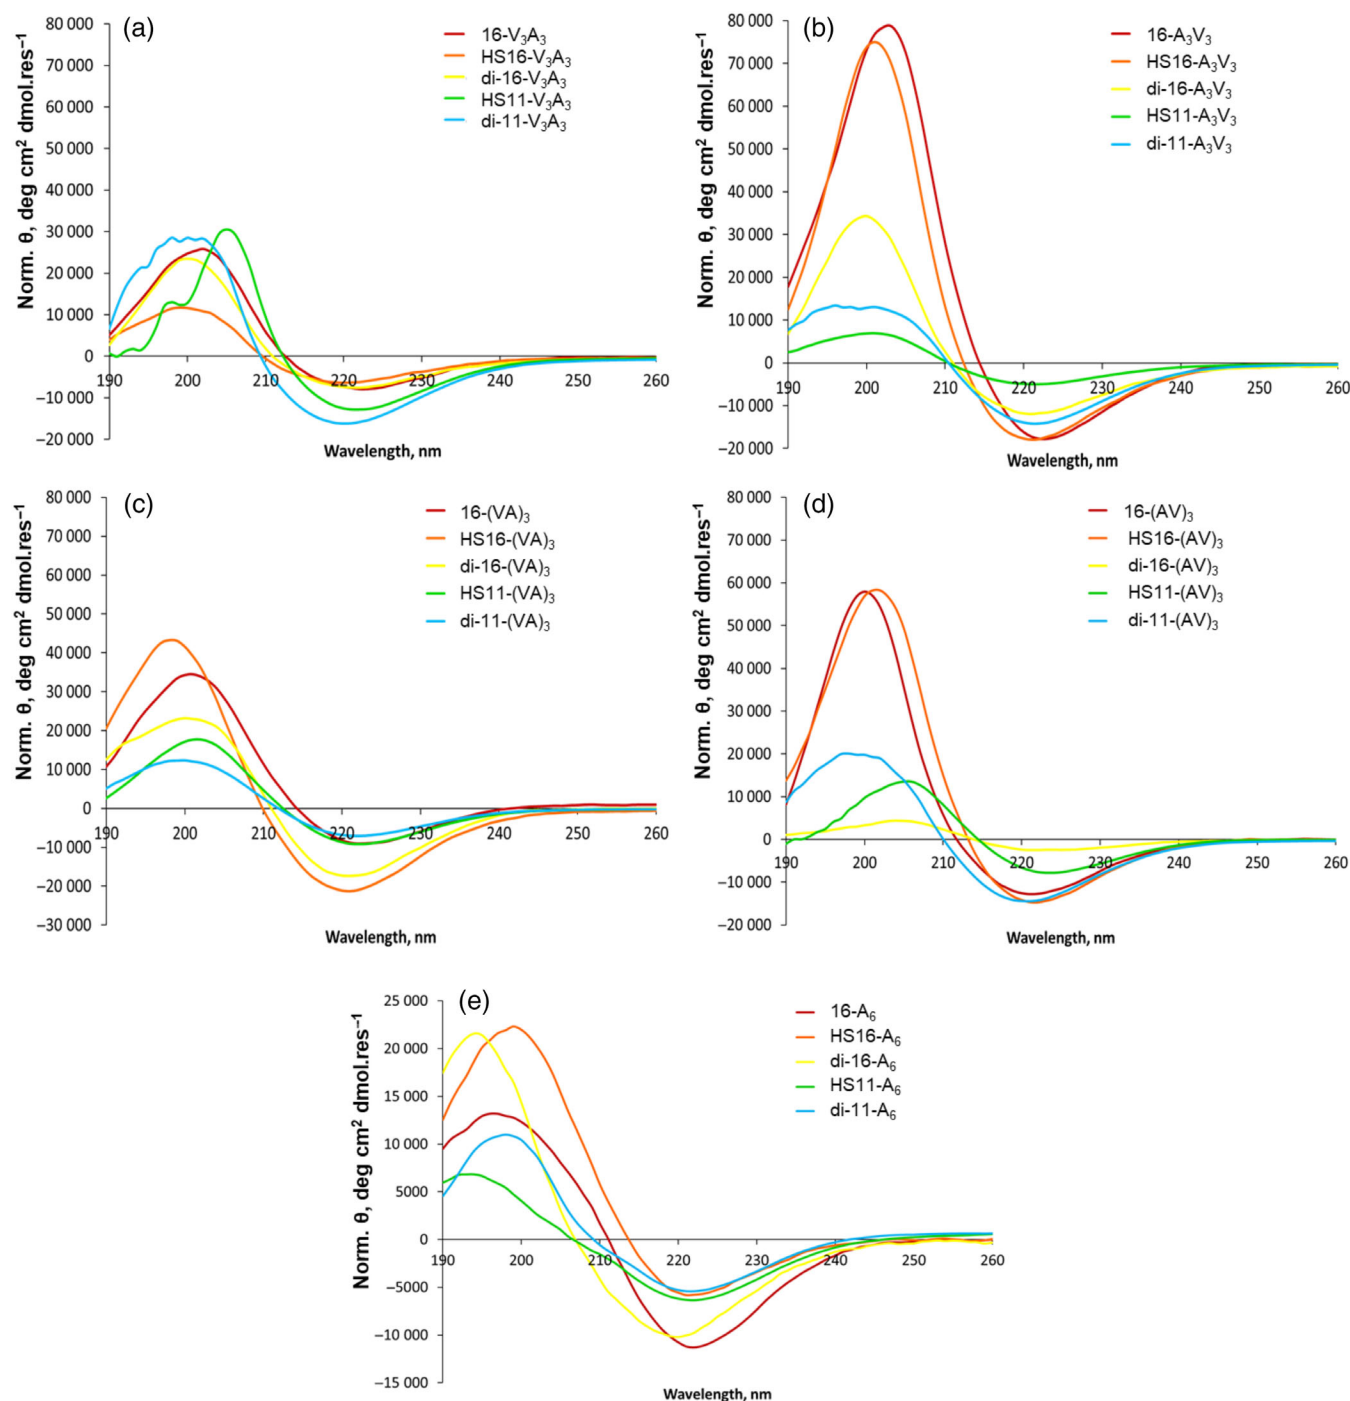 (a)
Norm. θ, deg cm² dmol.res⁻¹
80 000
70 000
60 000
50 000
40 000
30 000
20 000
10 000
0
−10 000
−20 000
190 200 210 220 230 240 250 260
Wavelength, nm
16-V₃A₃
HS16-V₃A₃
di-16-V₃A₃
HS11-V₃A₃
di-11-V₃A₃
(b)
Norm. θ, deg cm² dmol.res⁻¹
80 000
70 000
60 000
50 000
40 000
30 000
20 000
10 000
0
−10 000
−20 000
190 200 210 220 230 240 250 260
Wavelength, nm
16-A₃V₃
HS16-A₃V₃
di-16-A₃V₃
HS11-A₃V₃
di-11-A₃V₃
(c)
Norm. θ, deg cm² dmol.res⁻¹
80 000
70 000
60 000
50 000
40 000
30 000
20 000
10 000
0
−10 000
−20 000
−30 000
190 200 210 220 230 240 250 260
Wavelength, nm
16-(VA)₃
HS16-(VA)₃
di-16-(VA)₃
HS11-(VA)₃
di-11-(VA)₃
(d)
Norm. θ, deg cm² dmol.res⁻¹
80 000
70 000
60 000
50 000
40 000
30 000
20 000
10 000
0
−10 000
−20 000
190 200 210 220 230 240 250 260
Wavelength, nm
16-(AV)₃
HS16-(AV)₃
di-16-(AV)₃
HS11-(AV)₃
di-11-(AV)₃
(e)
Norm. θ, deg cm² dmol.res⁻¹
25 000
20 000
15 000
10 000
5000
0
−5000
−10 000
−15 000
190 200 210 220 230 240 250 260
Wavelength, nm
16-A₆
HS16-A₆
di-16-A₆
HS11-A₆
di-11-A₆